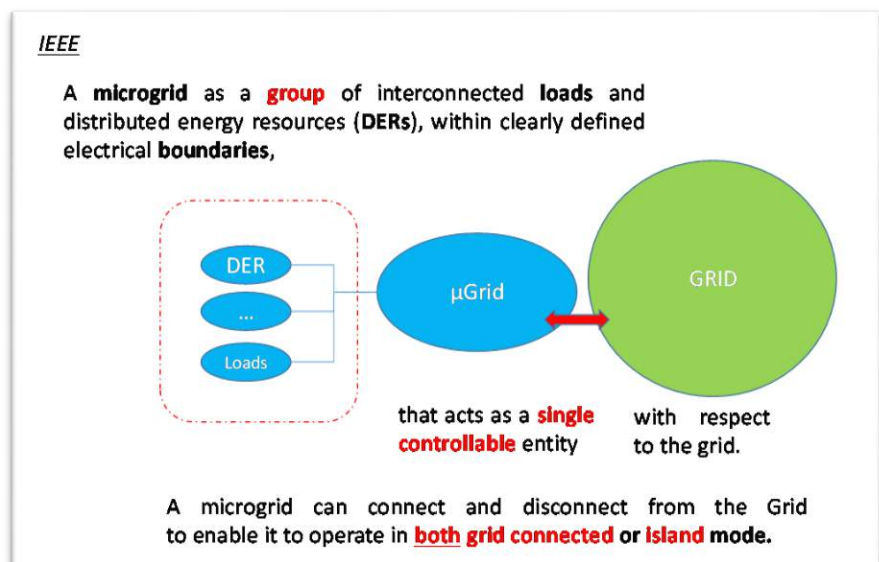 IEEE
A microgrid as a group of interconnected loads and
distributed energy resources (DERs), within clearly defined
electrical boundaries,
DER
...
Loads
μGrid
GRID
that acts as a single
controllable entity
with respect
to the grid.
A microgrid can connect and disconnect from the Grid
to enable it to operate in both grid connected or island mode.